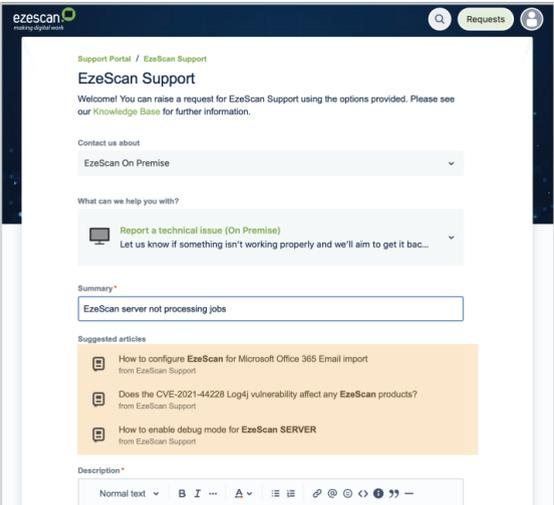 ezescan
making digital work
Requests
Support Portal / EzeScan Support
EzeScan Support
Welcome! You can raise a request for EzeScan Support using the options provided. Please see
our Knowledge Base for further information.
Contact us about
EzeScan On Premise
What can we help you with?
Report a technical issue (On Premise)
Let us know if something isn't working properly and we'll aim to get it bac...
Summary*
EzeScan server not processing jobs
Suggested articles
How to configure EzeScan for Microsoft Office 365 Email import
from EzeScan Support
Does the CVE-2021-44228 Log4j vulnerability affect any EzeScan products?
from EzeScan Support
How to enable debug mode for EzeScan SERVER
from EzeScan Support
Description*
Normal text B I ... A